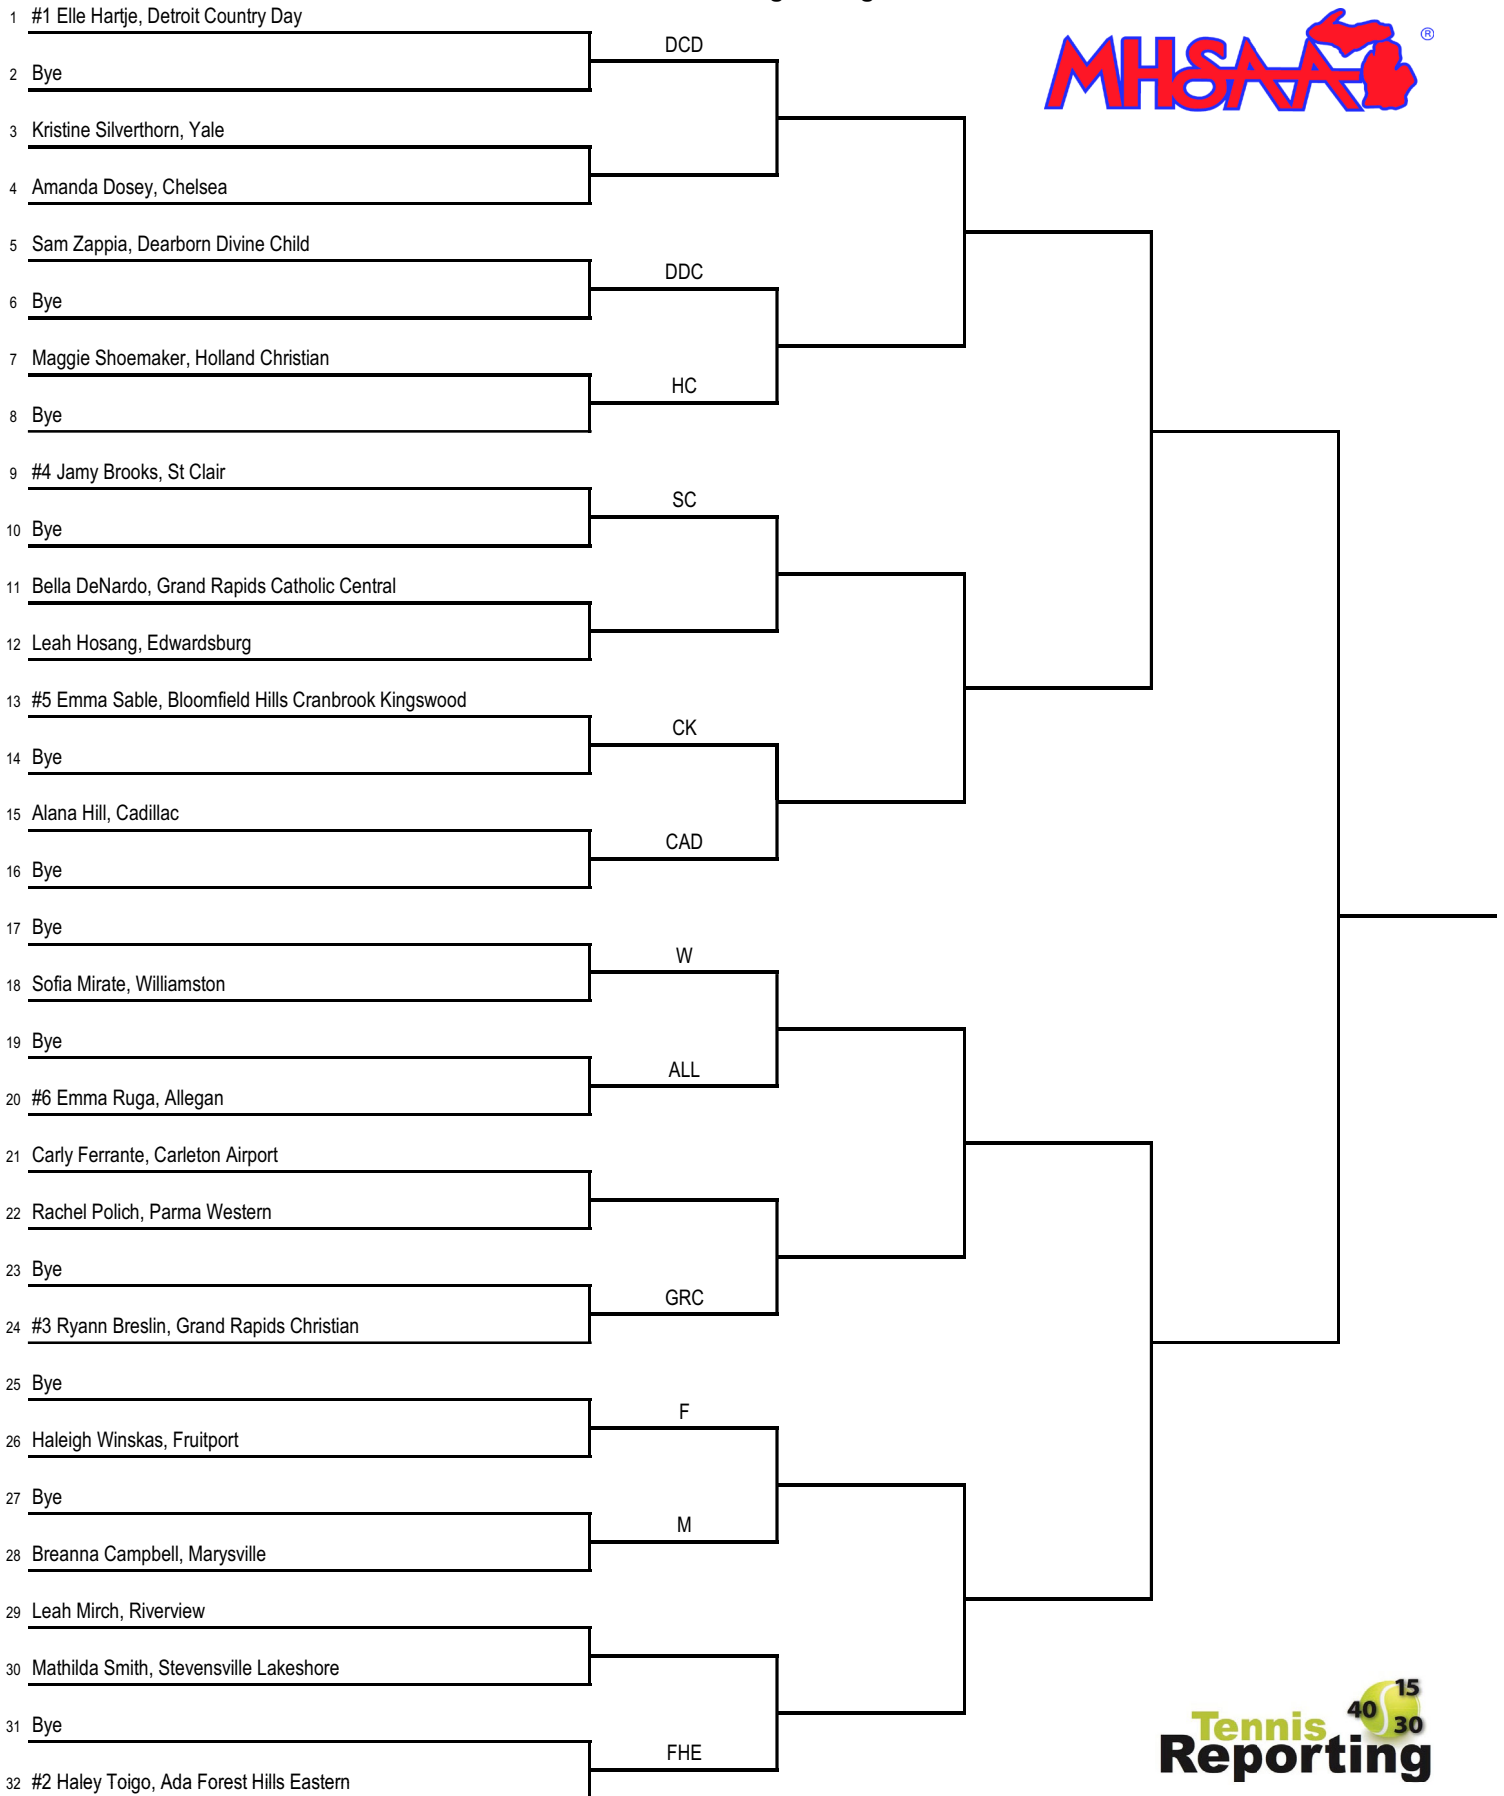 1 #1 Elle Hartje, Detroit Country Day
DCD
2 Bye
3 Kristine Silverthorn, Yale
4 Amanda Dosey, Chelsea
5 Sam Zappia, Dearborn Divine Child
DDC
6 Bye
7 Maggie Shoemaker, Holland Christian
HC
8 Bye
9 #4 Jamy Brooks, St Clair
SC
10 Bye
11 Bella DeNardo, Grand Rapids Catholic Central
12 Leah Hosang, Edwardsburg
13 #5 Emma Sable, Bloomfield Hills Cranbrook Kingswood
CK
14 Bye
15 Alana Hill, Cadillac
CAD
16 Bye
17 Bye
W
18 Sofia Mirate, Williamston
19 Bye
ALL
20 #6 Emma Ruga, Allegan
21 Carly Ferrante, Carleton Airport
22 Rachel Polich, Parma Western
23 Bye
GRC
24 #3 Ryann Breslin, Grand Rapids Christian
25 Bye
F
26 Haleigh Winskas, Fruitport
27 Bye
M
28 Breanna Campbell, Marysville
29 Leah Mirch, Riverview
30 Mathilda Smith, Stevensville Lakeshore
31 Bye
FHE
32 #2 Haley Toigo, Ada Forest Hills Eastern
MHSAA ®
15
40
30
Tennis
Reporting